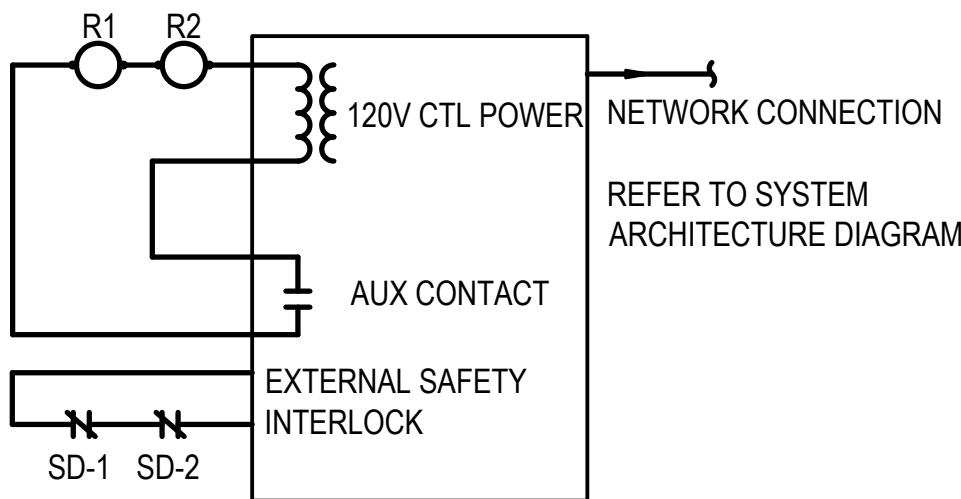 R1 R2
120V CTL POWER
NETWORK CONNECTION
REFER TO SYSTEM
ARCHITECTURE DIAGRAM
AUX CONTACT
EXTERNAL SAFETY
INTERLOCK
SD-1 SD-2